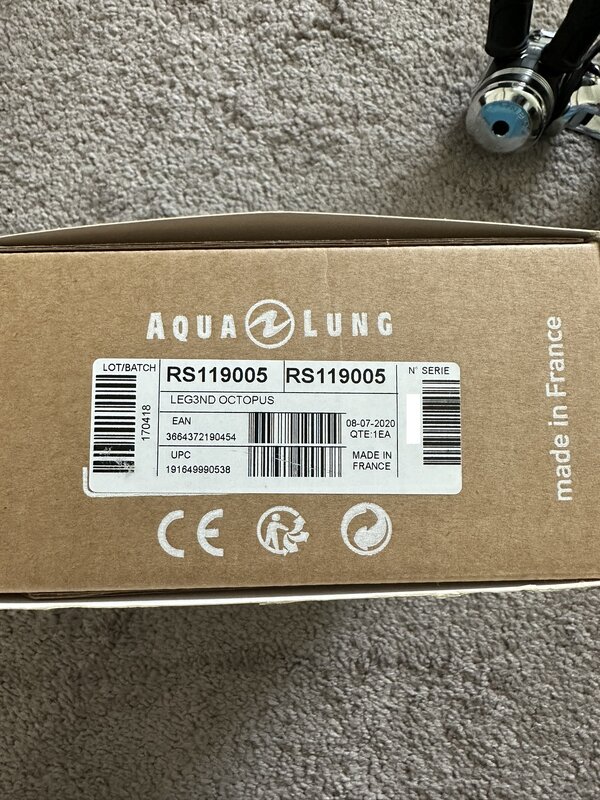 AQUA LUNG
LOT/BATCH
170418
RS119005 RS119005
LEG3ND OCTOPUS
EAN
3664372190454
UPC
191649990538
08-07-2020
QTE:1EA
MADE IN
FRANCE
N° SERIE
made in France
CE